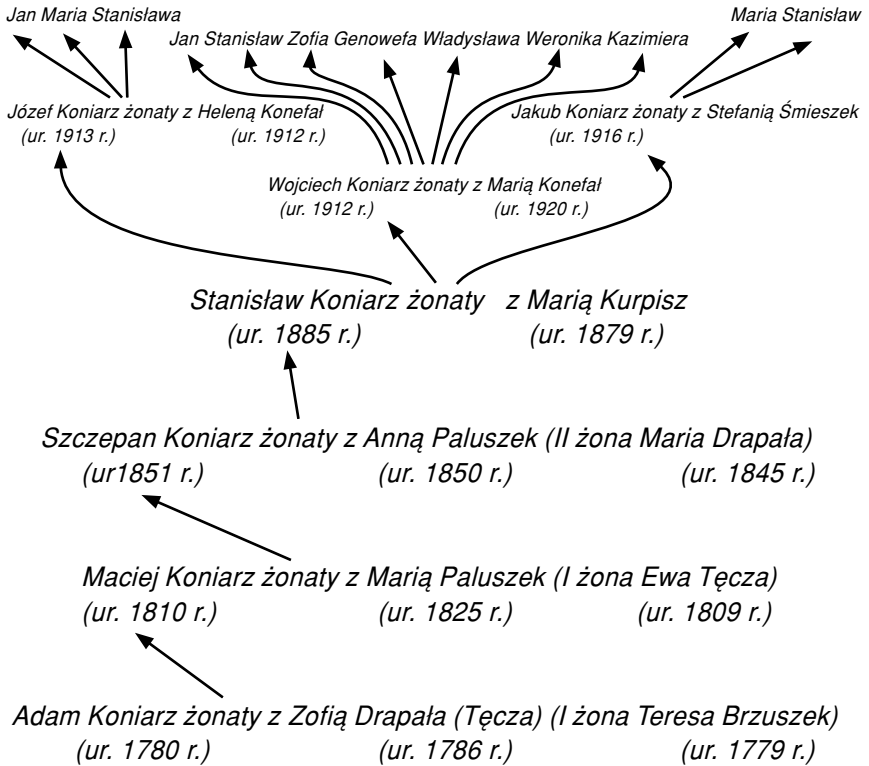 Jan Maria Stanisława
Maria Stanisław
Jan Stanisław Zofia Genowefa Władysława Weronika Kazimiera
Józef Koniarz żonaty z Heleną Konefał
(ur. 1913 r.) (ur. 1912 r.)
Jakub Koniarz żonaty z Stefanią Śmieszek
(ur. 1916 r.)
Wojciech Koniarz żonaty z Marią Konefał
(ur. 1912 r.) (ur. 1920 r.)
Stanisław Koniarz żonaty z Marią Kurpisz
(ur. 1885 r.) (ur. 1879 r.)
Szczepan Koniarz żonaty z Anną Paluszek (II żona Maria Drapała)
(ur1851 r.) (ur. 1850 r.) (ur. 1845 r.)
Maciej Koniarz żonaty z Marią Paluszek (I żona Ewa Tęcza)
(ur. 1810 r.) (ur. 1825 r.) (ur. 1809 r.)
Adam Koniarz żonaty z Zofią Drapała (Tęcza) (I żona Teresa Brzuszek)
(ur. 1780 r.) (ur. 1786 r.) (ur. 1779 r.)